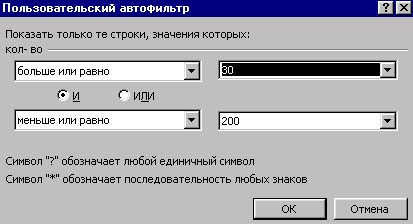 Пользовательский автофильтр
Показать только те строки, значения которых:
кол- во
больше или равно 80
И ИЛИ
меньше или равно 200
Символ "?" обозначает любой единичный символ
Символ "*" обозначает последовательность любых знаков
OK Отмена